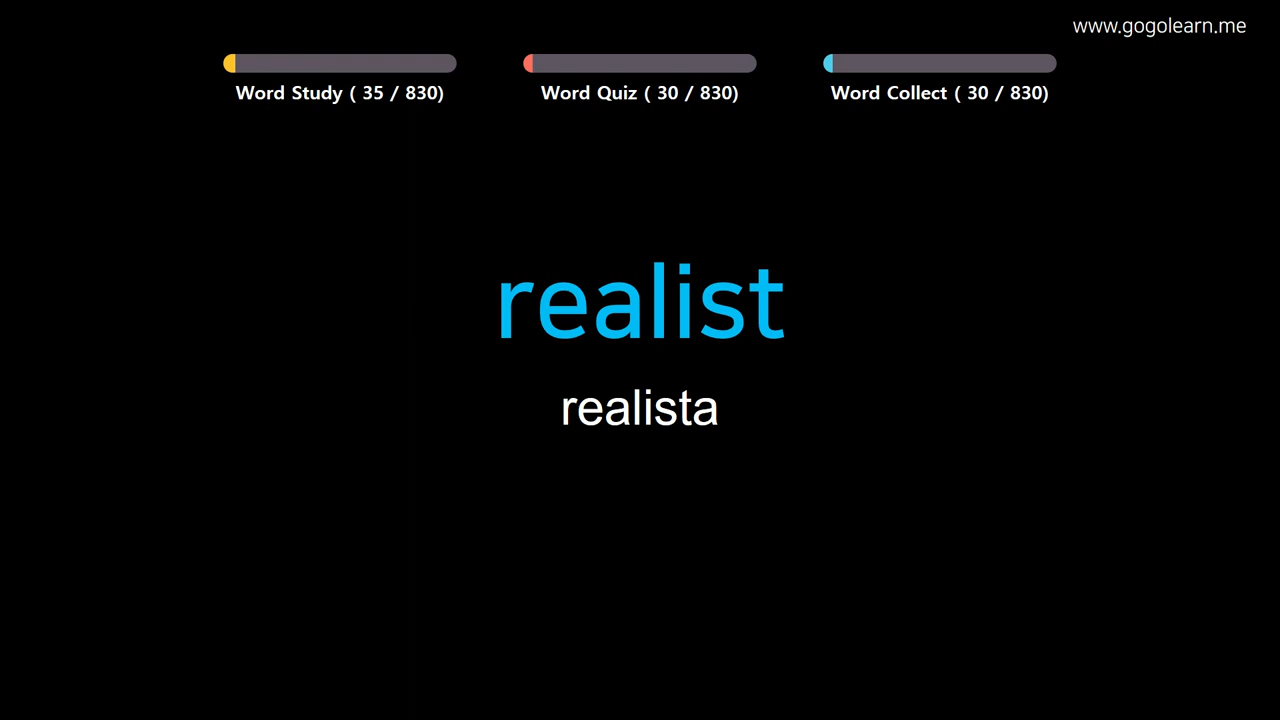 www.gogolearn.me
Word Study ( 35 / 830)
Word Quiz ( 30 / 830)
Word Collect ( 30 / 830)
realist
realista